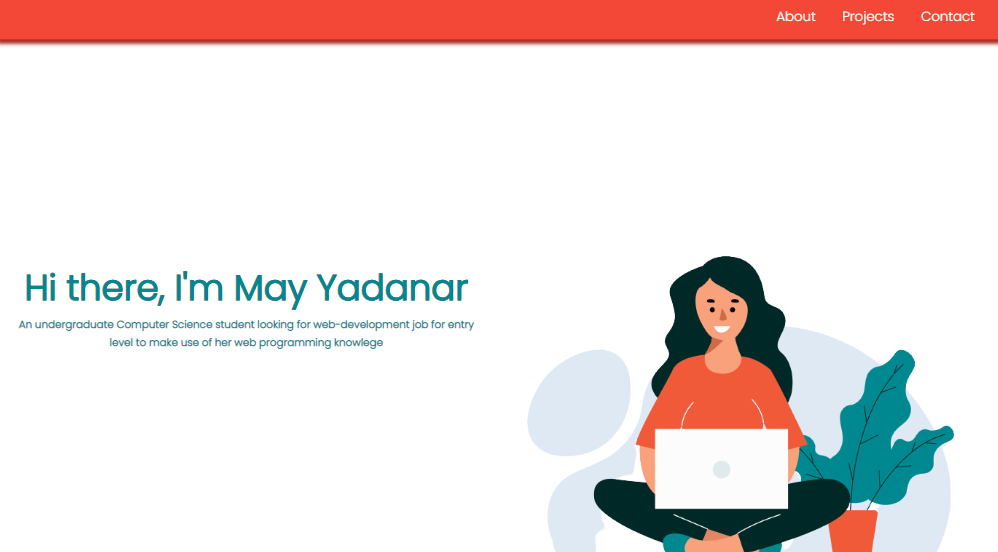 About Projects Contact
Hi there, I'm May Yadanar
An undergraduate Computer Science student looking for web-development job for entry
level to make use of her web programming knowlege